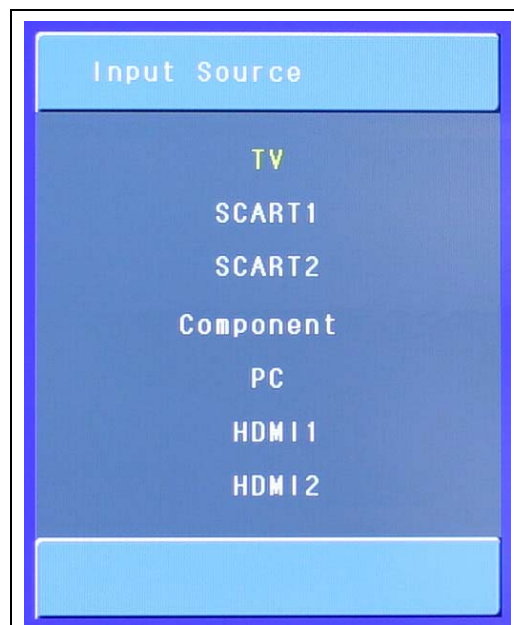 Input Source
TV
SCART1
SCART2
Component
PC
HDMI1
HDMI2